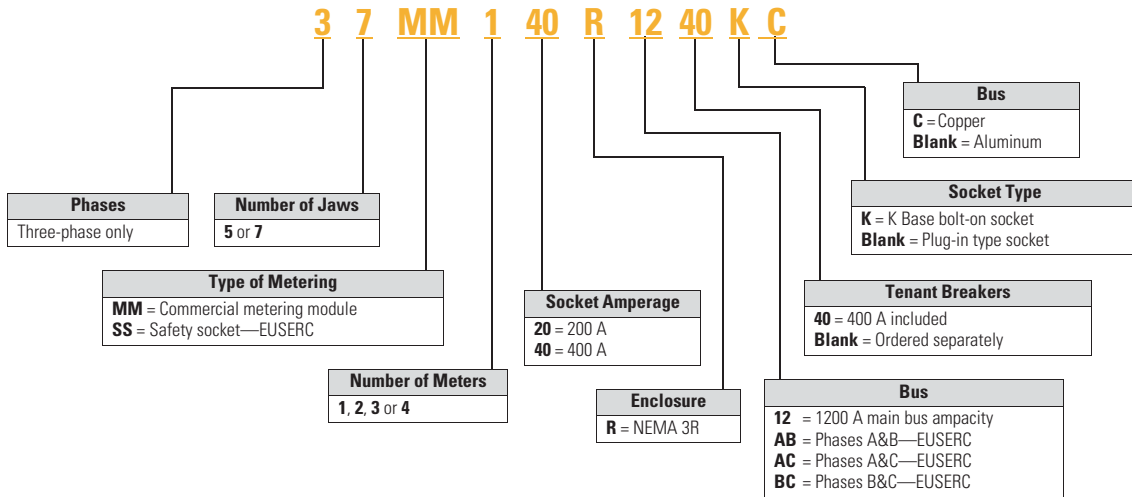 3 7 MM 1 40 R 12 40 K C
Bus
C = Copper
Blank = Aluminum
Socket Type
K = K Base bolt-on socket
Blank = Plug-in type socket
Phases
Three-phase only
Number of Jaws
5 or 7
Type of Metering
MM = Commercial metering module
SS = Safety socket—EUSERC
Socket Amperage
20 = 200 A
40 = 400 A
Tenant Breakers
40 = 400 A included
Blank = Ordered separately
Number of Meters
1, 2, 3 or 4
Enclosure
R = NEMA 3R
Bus
12 = 1200 A main bus ampacity
AB = Phases A&B—EUSERC
AC = Phases A&C—EUSERC
BC = Phases B&C—EUSERC